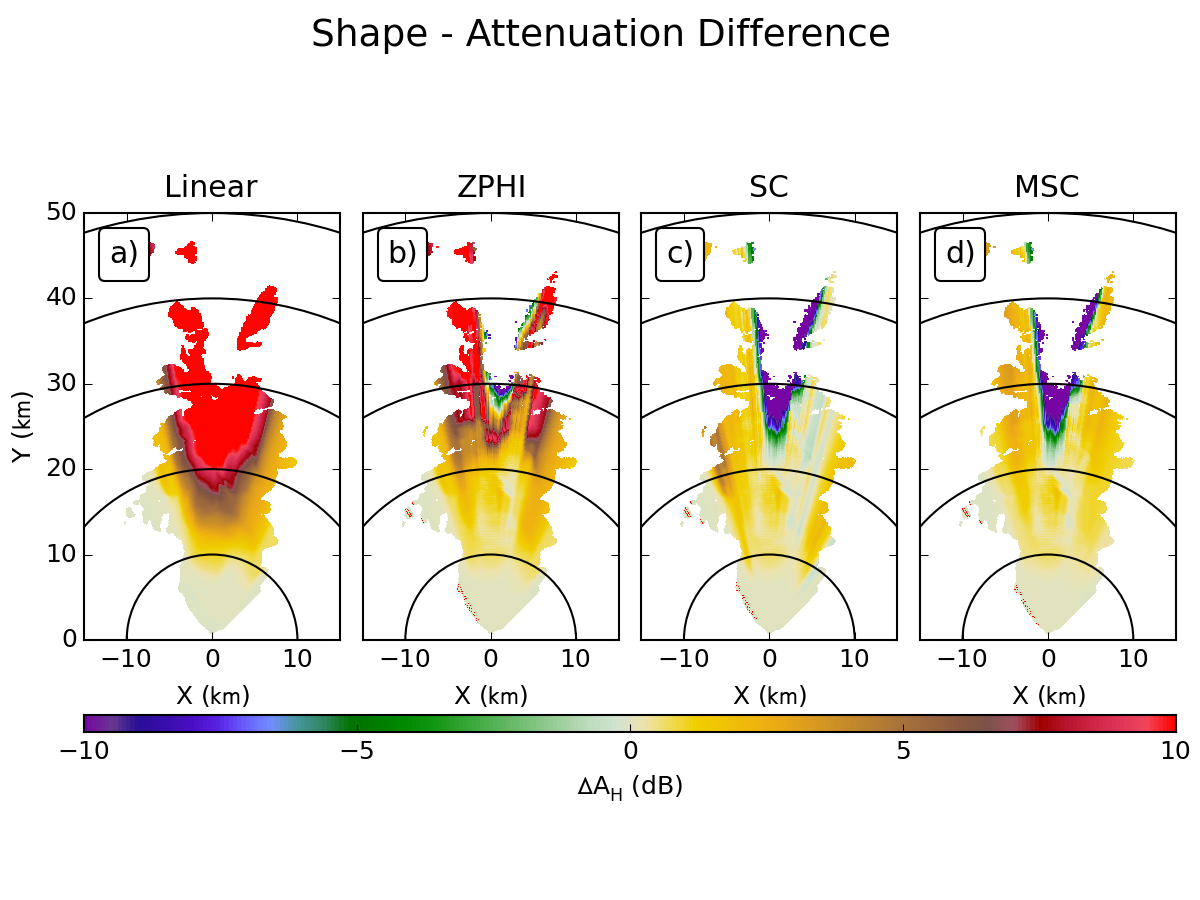 Shape - Attenuation Difference
Linear ZPHI SC MSC
a) b) c) d)
50
40
30
20
10
0
Y (km)
−10 0 10 −10 0 10 −10 0 10 −10 0 10
X (km) X (km) X (km) X (km)
−10 −5 0 5 10
ΔA_H (dB)